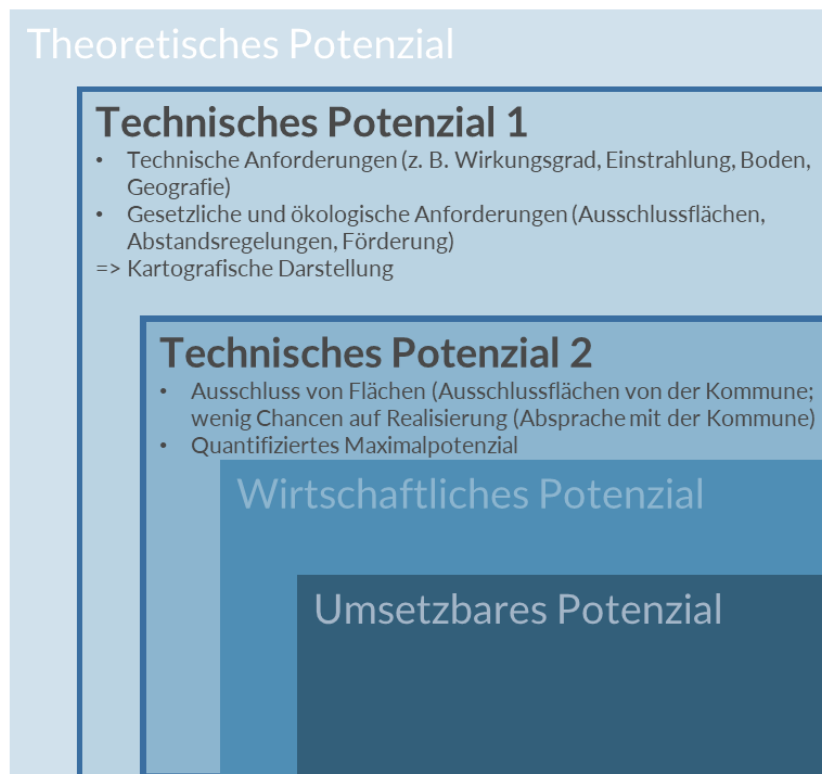 Theoretisches Potenzial
Technisches Potenzial 1
• Technische Anforderungen (z. B. Wirkungsgrad, Einstrahlung, Boden,
Geografie)
• Gesetzliche und ökologische Anforderungen (Ausschlussflächen,
Abstandsregelungen, Förderung)
=> Kartografische Darstellung
Technisches Potenzial 2
• Ausschluss von Flächen (Ausschlussflächen von der Kommune;
wenig Chancen auf Realisierung (Absprache mit der Kommune)
• Quantifiziertes Maximalpotenzial
Wirtschaftliches Potenzial
Umsetzbares Potenzial